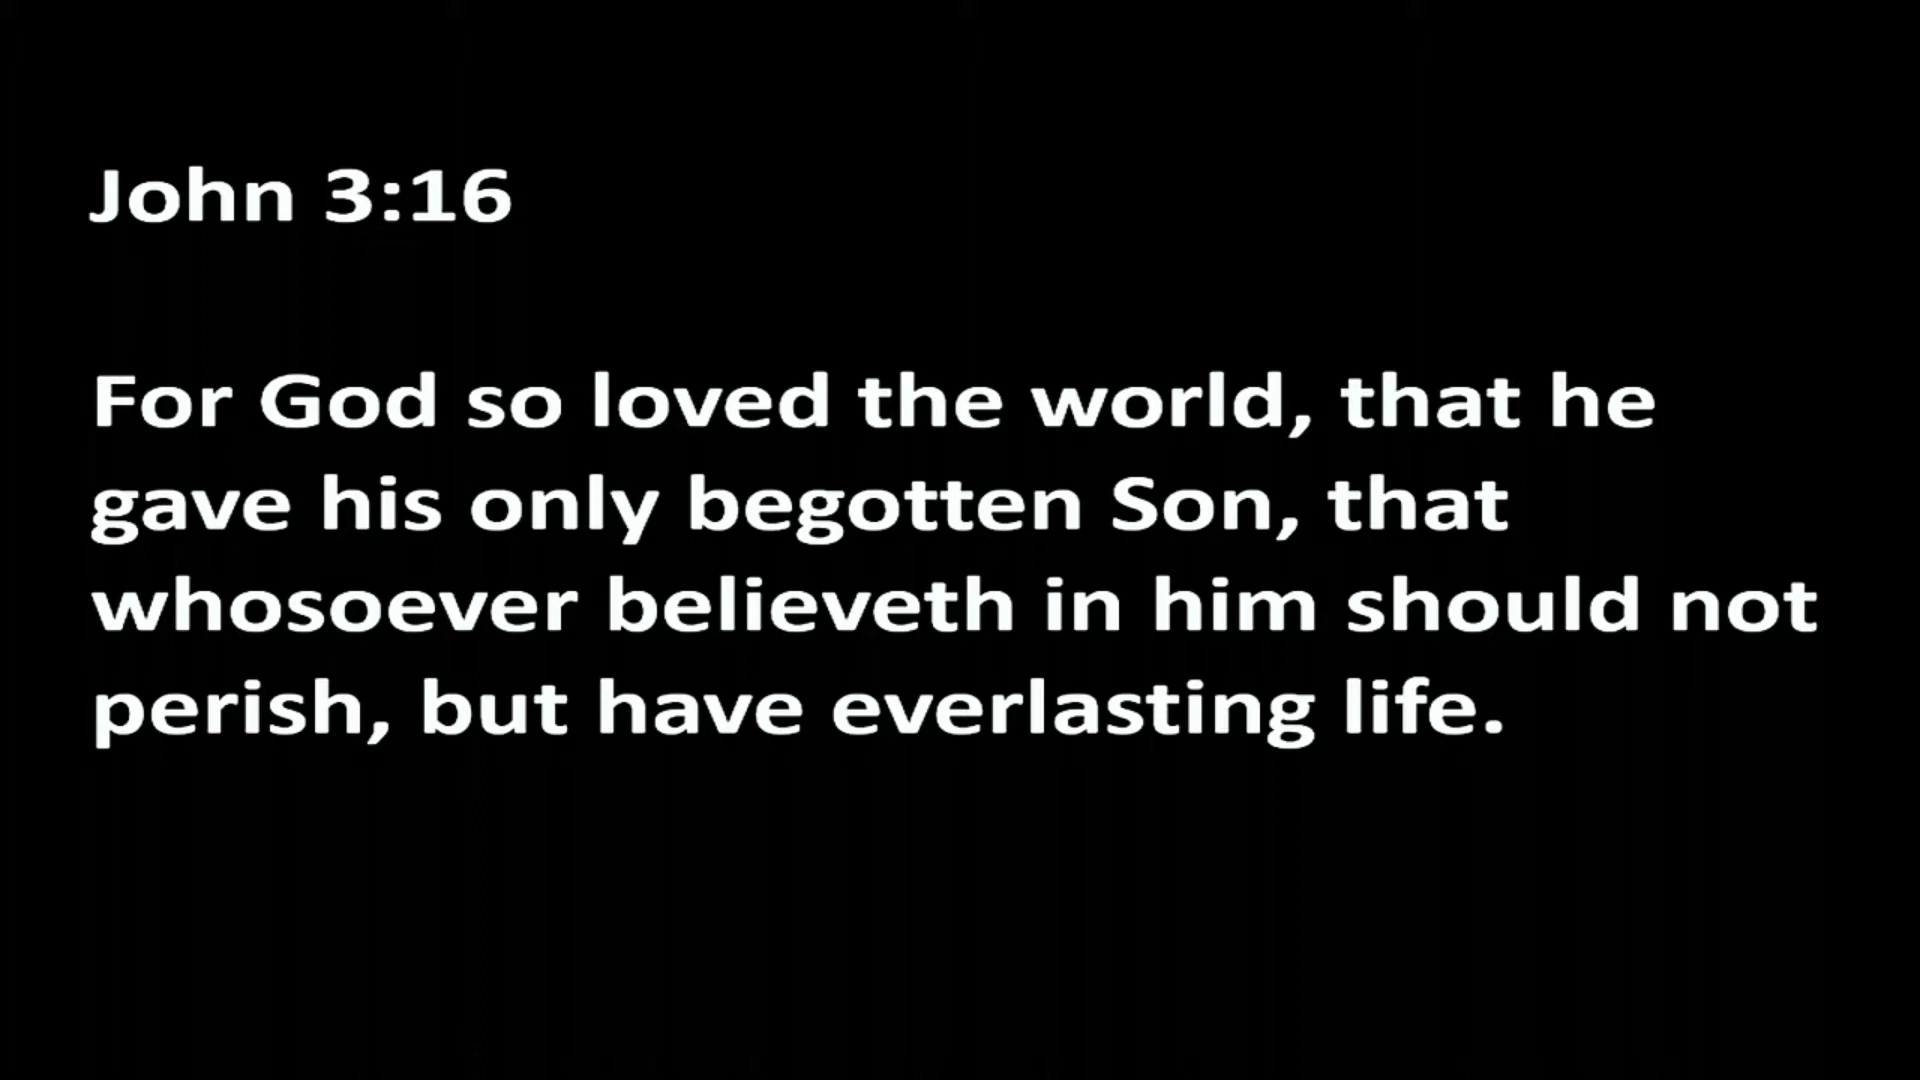 John 3:16
For God so loved the world, that he
gave his only begotten Son, that
whosoever believeth in him should not
perish, but have everlasting life.